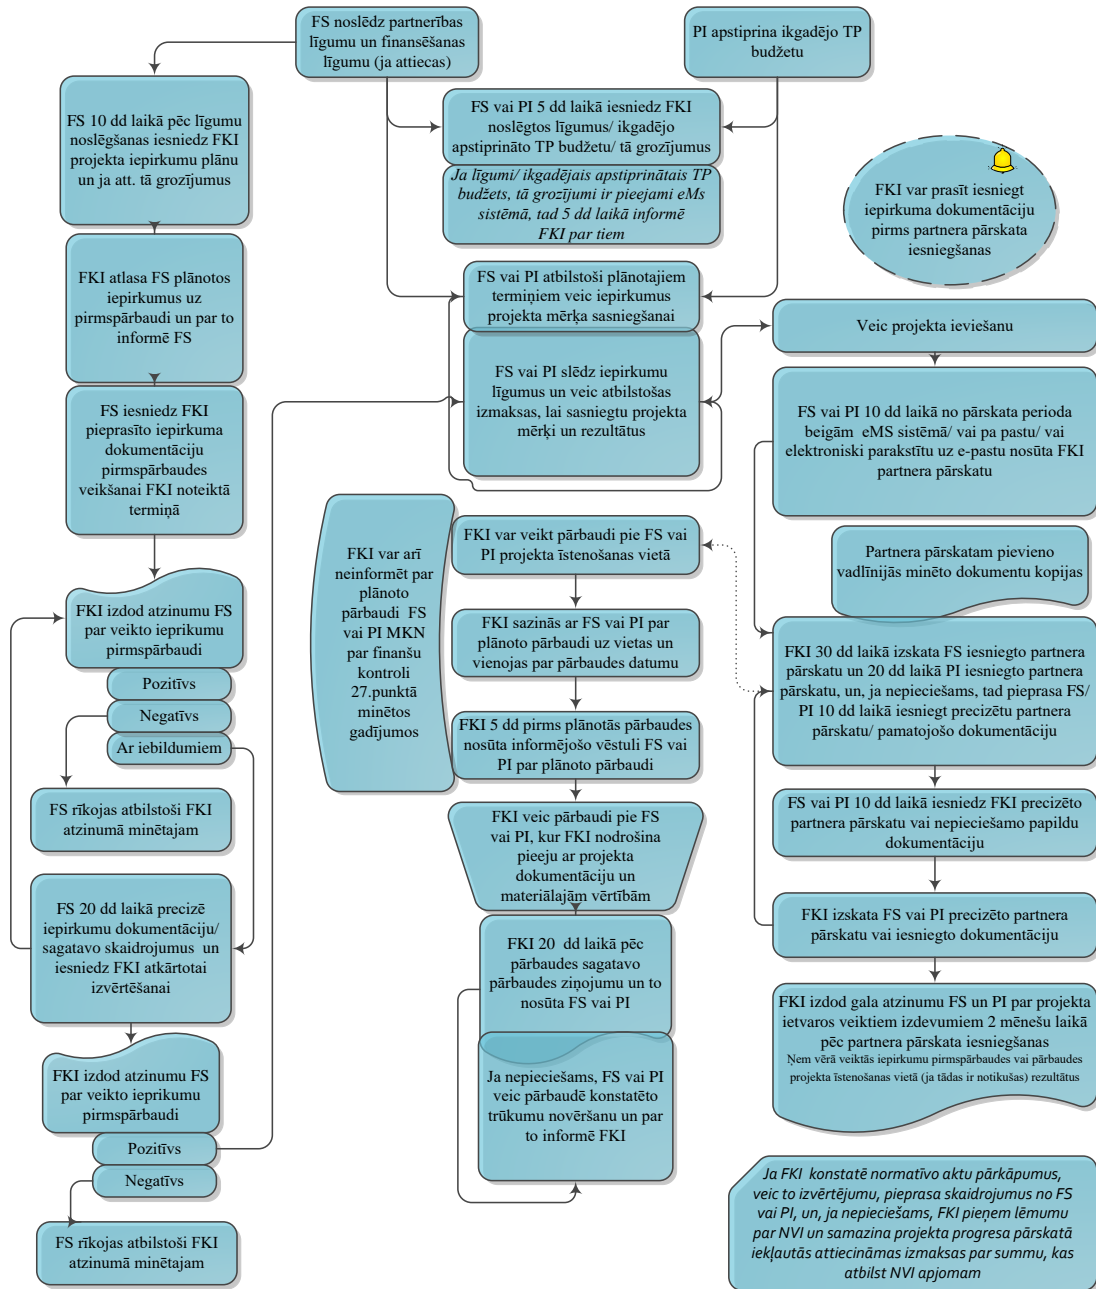 FS noslēdz partnerības
līgumu un finansēšanas
līgumu (ja attiecas)
PI apstiprina ikgadējo TP
budžetu
FS 10 dd laikā pēc līgumu
noslēgšanas iesniedz FKI
projekta iepirkumu plānu
un ja att. tā grozījumus
FS vai PI 5 dd laikā iesniedz FKI
noslēgtos līgumus/ ikgadējo
apstiprināto TP budžetu/ tā grozījumus
Ja līgumi/ ikgadējais apstiprinātais TP
budžets, tā grozījumi ir pieejami eMs
sistēmā, tad 5 dd laikā informē
FKI par tiem
FKI var prasīt iesniegt
iepirkuma dokumentāciju
pirms partnera pārskata
iesniegšanas
FKI atlasa FS plānotos
iepirkumus uz
pirmspārbaudi un par to
informē FS
FS vai PI atbilstoši plānotajiem
termiņiem veic iepirkumus
projekta mērķa sasniegšanai
FS vai PI slēdz iepirkumu
līgumus un veic atbilstošas
izmaksas, lai sasniegtu projekta
mērķi un rezultātus
Veic projekta ieviešanu
FS iesniedz FKI
pieprasīto iepirkuma
dokumentāciju
pirmspārbaudes
veikšanai FKI noteiktā
termiņā
FS vai PI 10 dd laikā no pārskata perioda
beigām  eMS sistēmā/ vai pa pastu/ vai
elektroniski parakstītu uz e-pastu nosūta FKI
partnera pārskatu
Partnera pārskatam pievieno
vadlīnijās minēto dokumentu kopijas
FKI var arī
neinformēt par
plānoto
pārbaudi  FS
vai PI MKN
par finanšu
kontroli
27.punktā
minētos
gadījumos
FKI var veikt pārbaudi pie FS vai
PI projekta īstenošanas vietā
FKI sazinās ar FS vai PI par
plānoto pārbaudi uz vietas un
vienojas par pārbaudes datumu
FKI 5 dd pirms plānotās pārbaudes
nosūta informējošo vēstuli FS vai
PI par plānoto pārbaudi
FKI veic pārbaudi pie FS
vai PI, kur FKI nodrošina
pieeju ar projekta
dokumentāciju un
materiālajām vērtībām
FKI 20  dd laikā pēc
pārbaudes sagatavo
pārbaudes ziņojumu un to
nosūta FS vai PI
Ja nepieciešams, FS vai PI
veic pārbaudē konstatēto
trūkumu novēršanu un par
to informē FKI
FKI izdod atzinumu FS
par veikto ieprikumu
pirmspārbaudi
Pozitīvs
Negatīvs
Ar iebildumiem
FS rīkojas atbilstoši FKI
atzinumā minētajam
FS 20 dd laikā precizē
iepirkumu dokumentāciju/
sagatavo skaidrojumus  un
iesniedz FKI atkārtotai
izvērtēšanai
FKI izdod atzinumu FS
par veikto ieprikumu
pirmspārbaudi
Pozitīvs
Negatīvs
FS rīkojas atbilstoši FKI
atzinumā minētajam
FKI 30 dd laikā izskata FS iesniegto partnera
pārskatu un 20 dd laikā PI iesniegto partnera
pārskatu, un, ja nepieciešams, tad pieprasa FS/
PI 10 dd laikā iesniegt precizētu partnera
pārskatu/ pamatojošo dokumentāciju
FS vai PI 10 dd laikā iesniedz FKI precizēto
partnera pārskatu vai nepieciešamo papildu
dokumentāciju
FKI izskata FS vai PI precizēto partnera
pārskatu vai iesniegto dokumentāciju
FKI izdod gala atzinumu FS un PI par projekta
ietvaros veiktiem izdevumiem 2 mēnešu laikā
pēc partnera pārskata iesniegšanas
Ņem vērā veiktās iepirkumu pirmspārbaudes vai pārbaudes
projekta īstenošanas vietā (ja tādas ir notikušas) rezultātus
Ja FKI  konstatē normatīvo aktu pārkāpumus,
veic to izvērtējumu, pieprasa skaidrojumus no FS
vai PI, un, ja nepieciešams, FKI pieņem lēmumu
par NVI un samazina projekta progresa pārskatā
iekļautās attiecināmas izmaksas par summu, kas
atbilst NVI apjomam